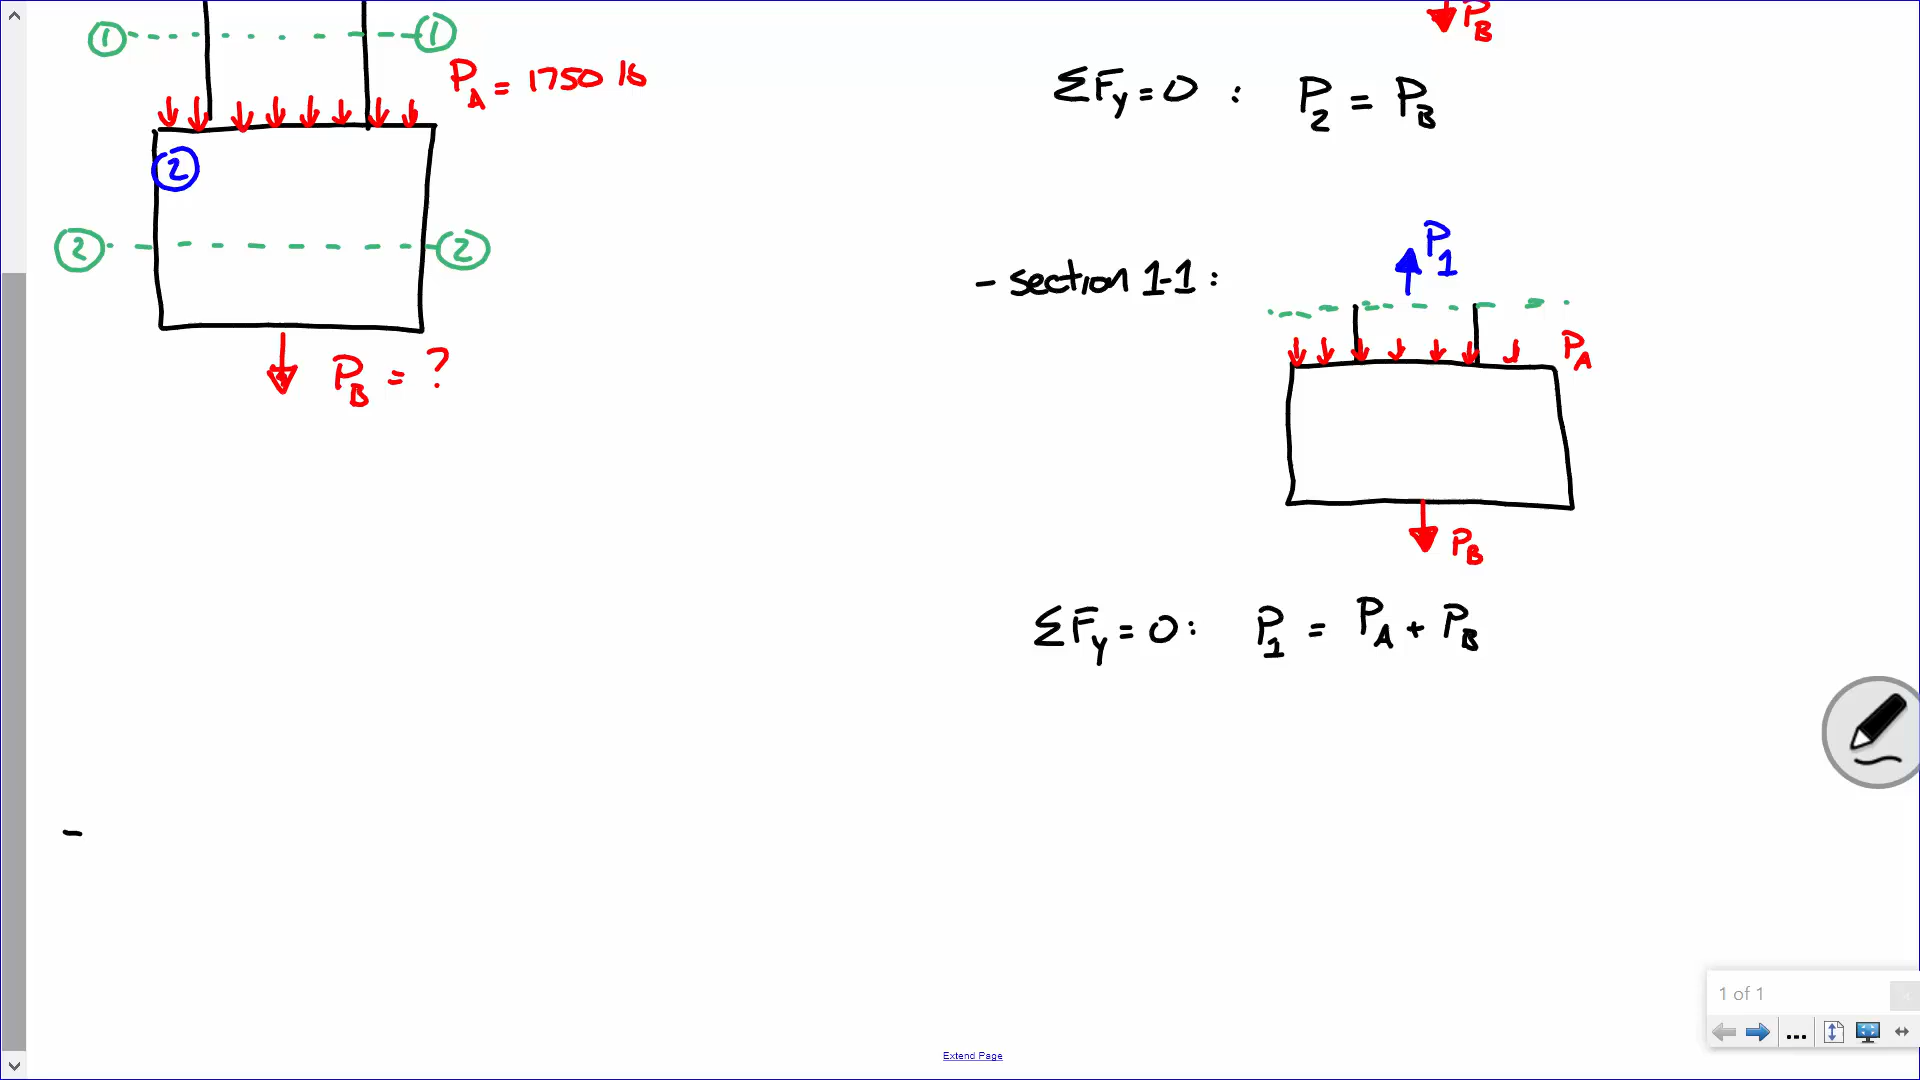 ① ①
P_A = 1750 lb
②
② ②
P_B = ?
P_B
ΣF_y = 0 : P_2 = P_B
- section 1-1 :
P_1
P_A
P_B
ΣF_y = 0 : P_1 = P_A + P_B
-
1 of 1
...
Extend Page